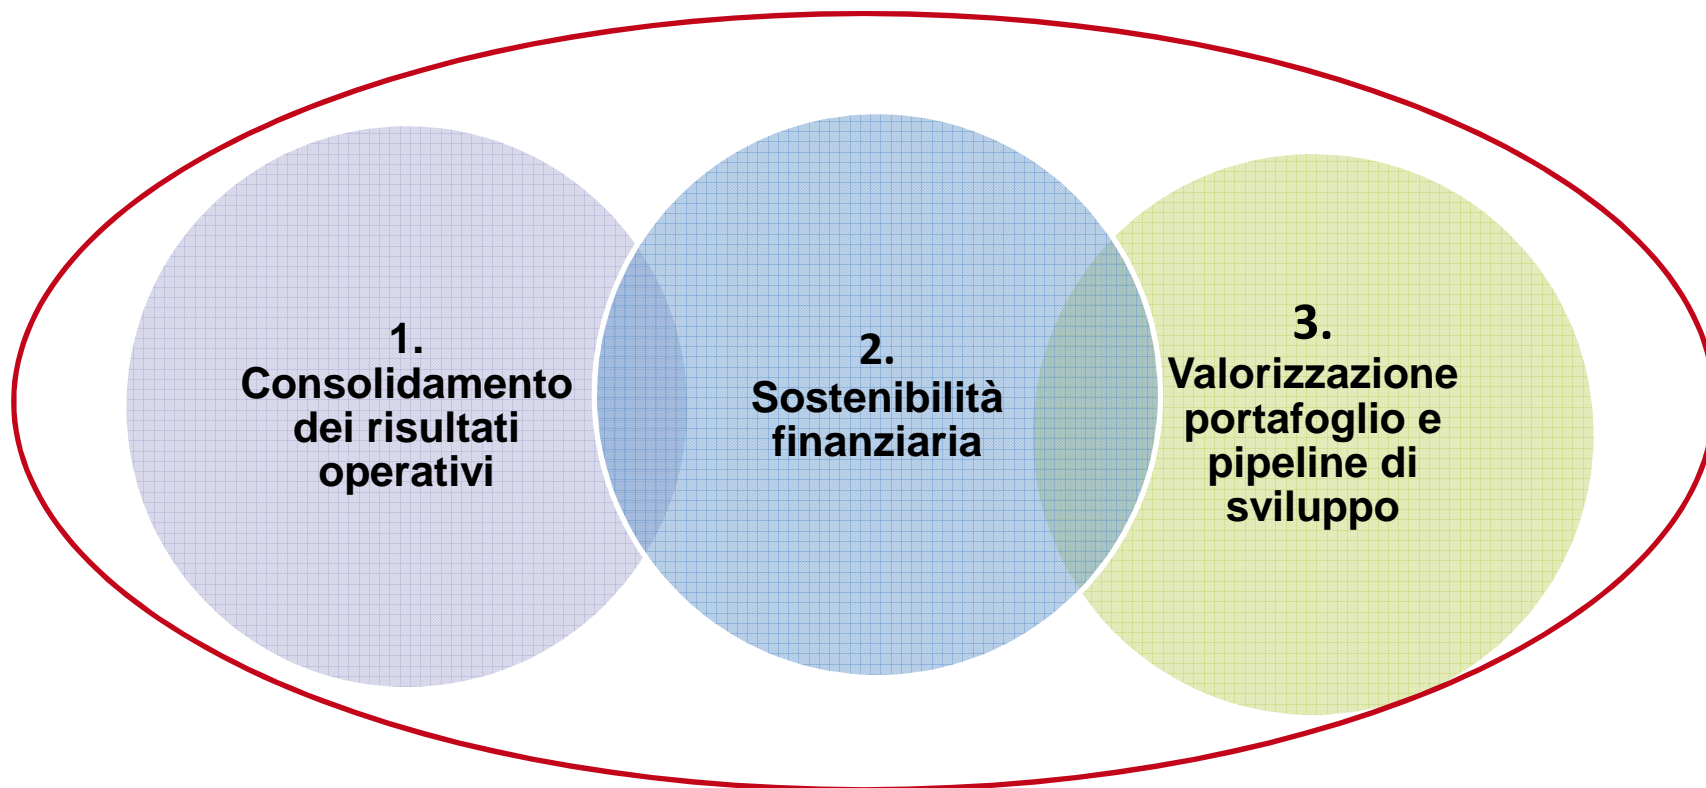 1.
Consolidamento
dei risultati
operativi
2.
Sostenibilità
finanziaria
3.
Valorizzazione
portafoglio e
pipeline di
sviluppo